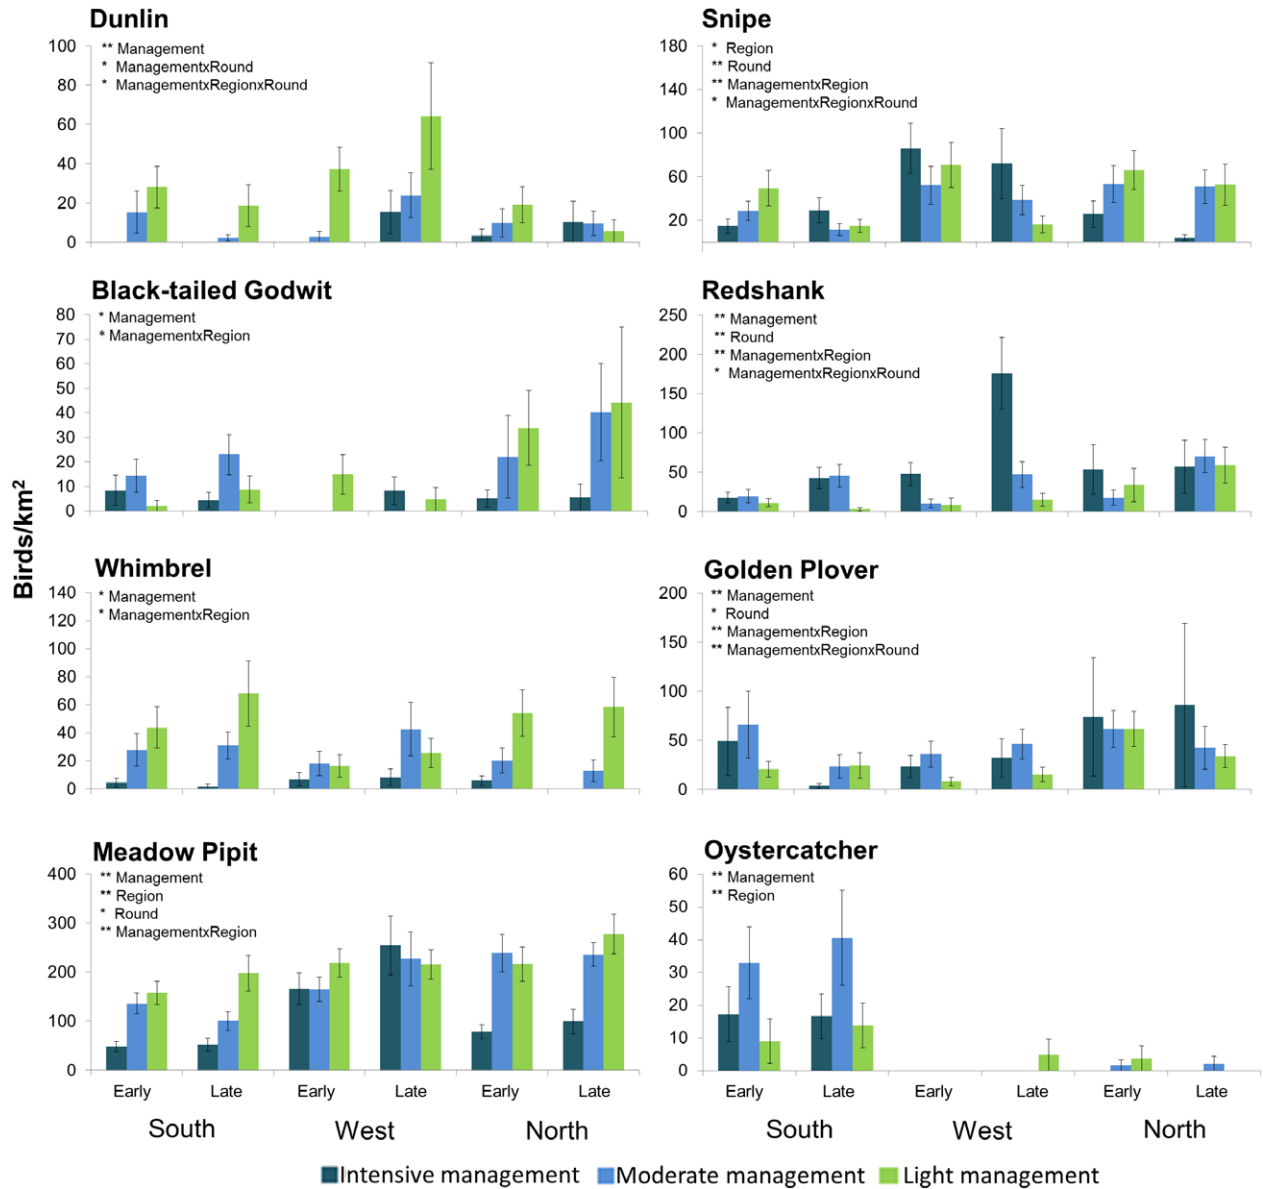 Dunlin
** Management
* ManagementxRound
* ManagementxRegionxRound
100
80
60
40
20
0
Snipe
* Region
** Round
** ManagementxRegion
* ManagementxRegionxRound
180
140
100
60
20
Black-tailed Godwit
* Management
* ManagementxRegion
80
70
60
50
40
30
20
10
0
Redshank
** Management
** Round
** ManagementxRegion
* ManagementxRegionxRound
250
200
150
100
50
0
Birds/km²
Whimbrel
* Management
* ManagementxRegion
140
120
100
80
60
40
20
0
Golden Plover
** Management
* Round
** ManagementxRegion
** ManagementxRegionxRound
200
150
100
50
0
Meadow Pipit
** Management
** Region
* Round
** ManagementxRegion
400
300
200
100
0
Early Late Early Late Early Late
South West North
Oystercatcher
** Management
** Region
60
50
40
30
20
10
0
Early Late Early Late Early Late
South West North
Intensive management Moderate management Light management